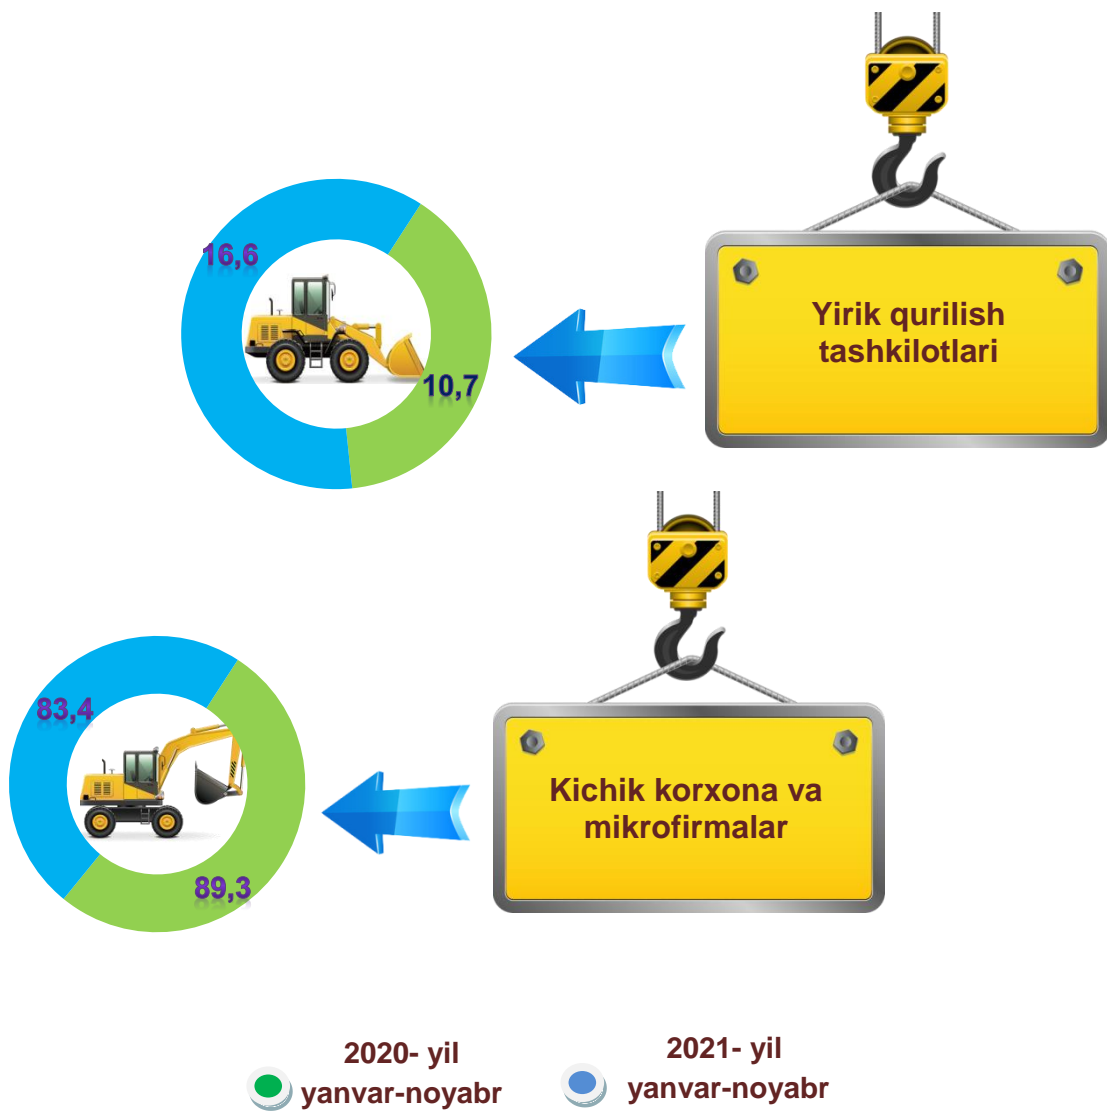 16,6
10,7
Yirik qurilish
tashkilotlari
83,4
89,3
Kichik korxona va
mikrofirmalar
2020- yil
yanvar-noyabr
2021- yil
yanvar-noyabr